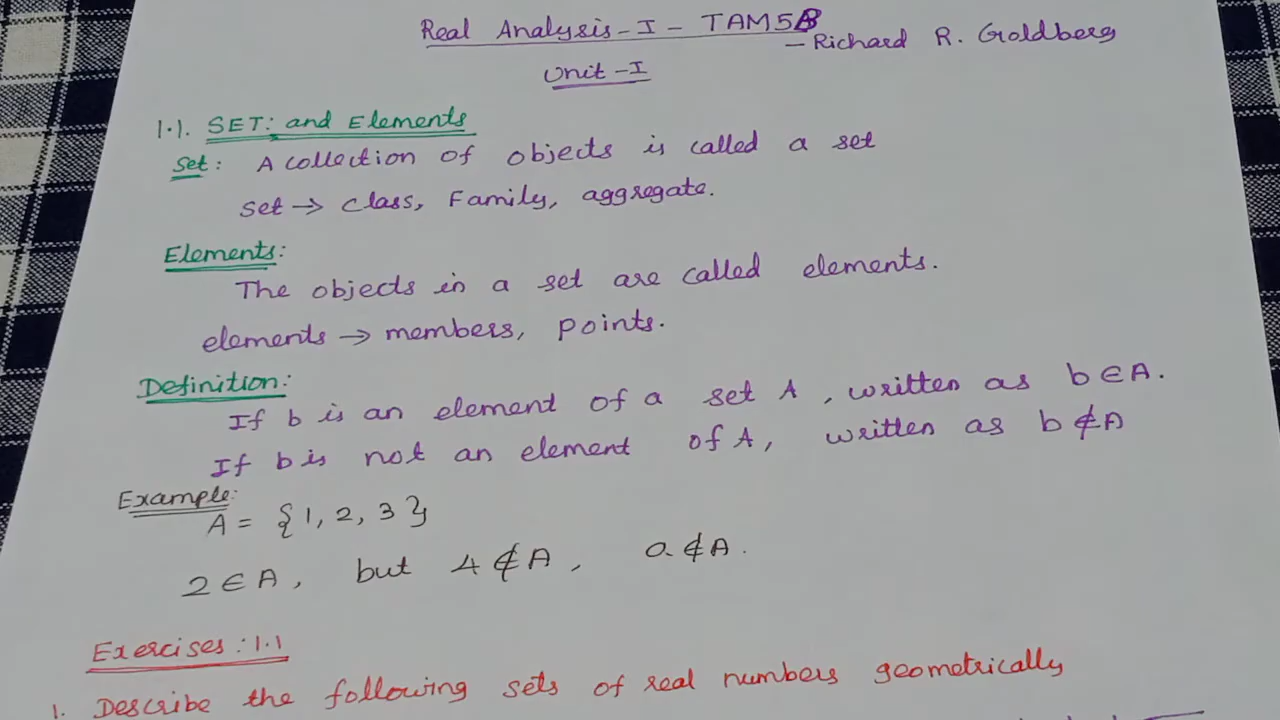 Real Analysis-I - TAM5B
- Richard R. Goldberg
Unit-I
1.1. SET: and Elements
Set: A collection of objects is called a set
Set → Class, Family, aggregate.
Elements:
The objects in a set are called elements.
elements → members, points.
Definition:
If b is an element of a set A, written as b∈A.
If b is not an element of A, written as b∉A
Example:
A = {1, 2, 3}
2∈A, but 4∉A, 0∉A.
Exercises: 1.1
1. Describe the following sets of real numbers geometrically